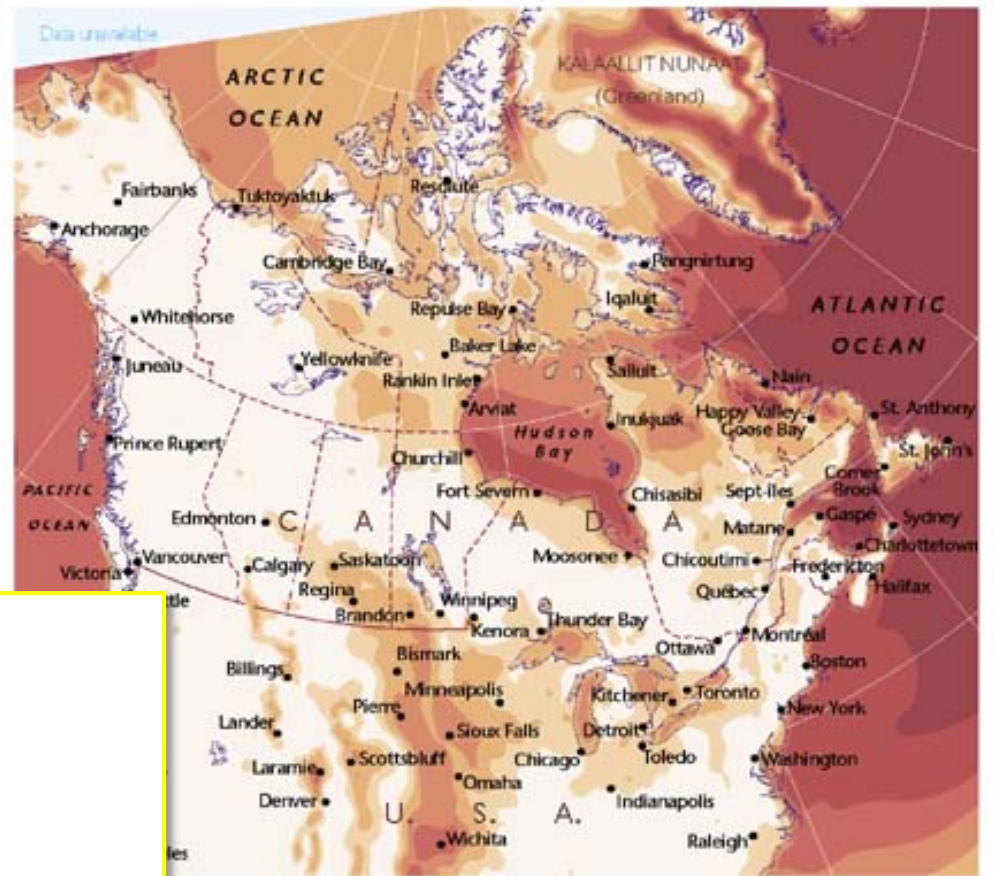 Data unavailable
ARCTIC
OCEAN
KALAALLIT NUNAAT
(Greenland)
Fairbanks
Tuktoyaktuk
Resolute
Anchorage
Cambridge Bay
Pangnirtung
Repulse Bay
Iqaluit
ATLANTIC
OCEAN
Whitehorse
Baker Lake
Juneau
Yellowknife
Rankin Inle
Salluit
Nain
Arviat
Inukjuak
Happy Valley-
Goose Bay
St. Anthony
Prince Rupert
Hudson
Bay
St. John's
Churchill
Corner
Brook
PACIFIC
OCEAN
Fort Severn
Chisasibi
Sept-Iles
Gaspé
Edmonton
CANADA
Matane
Sydney
Vancouver
Saskatoon
Moosonee
Chicoutimi
Charlottetown
Victoria
Calgary
Fredericton
Halifax
Regina
Québec
ttle
Brandon
Winnipeg
Kenora
Thunder Bay
Montréal
Ottawa
Bismark
Boston
Billings
Minneapolis
Kitchener
Toronto
Pierre
New York
Lander
Sioux Falls
Detroit
Laramie
Scottsbluff
Chicago
Toledo
Washington
Omaha
Denver
Indianapolis
U. S. A.
Wichita
Raleigh
les